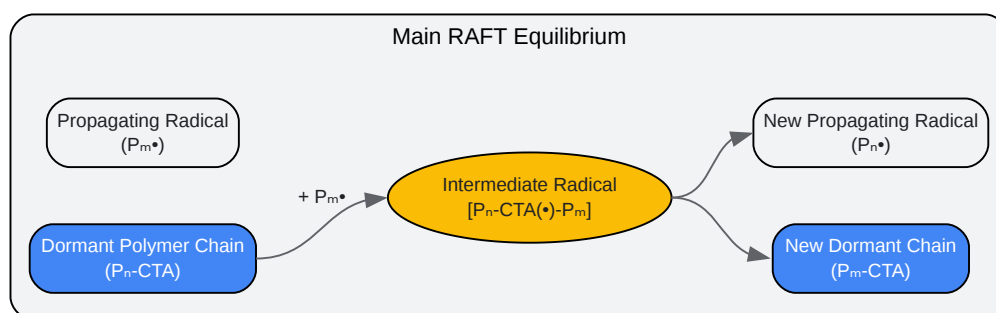 Main RAFT Equilibrium
Propagating Radical
(Pₘ•)
New Propagating Radical
(Pₙ•)
+ Pₘ•
Intermediate Radical
[Pₙ-CTA(•)-Pₘ]
Dormant Polymer Chain
(Pₙ-CTA)
New Dormant Chain
(Pₘ-CTA)